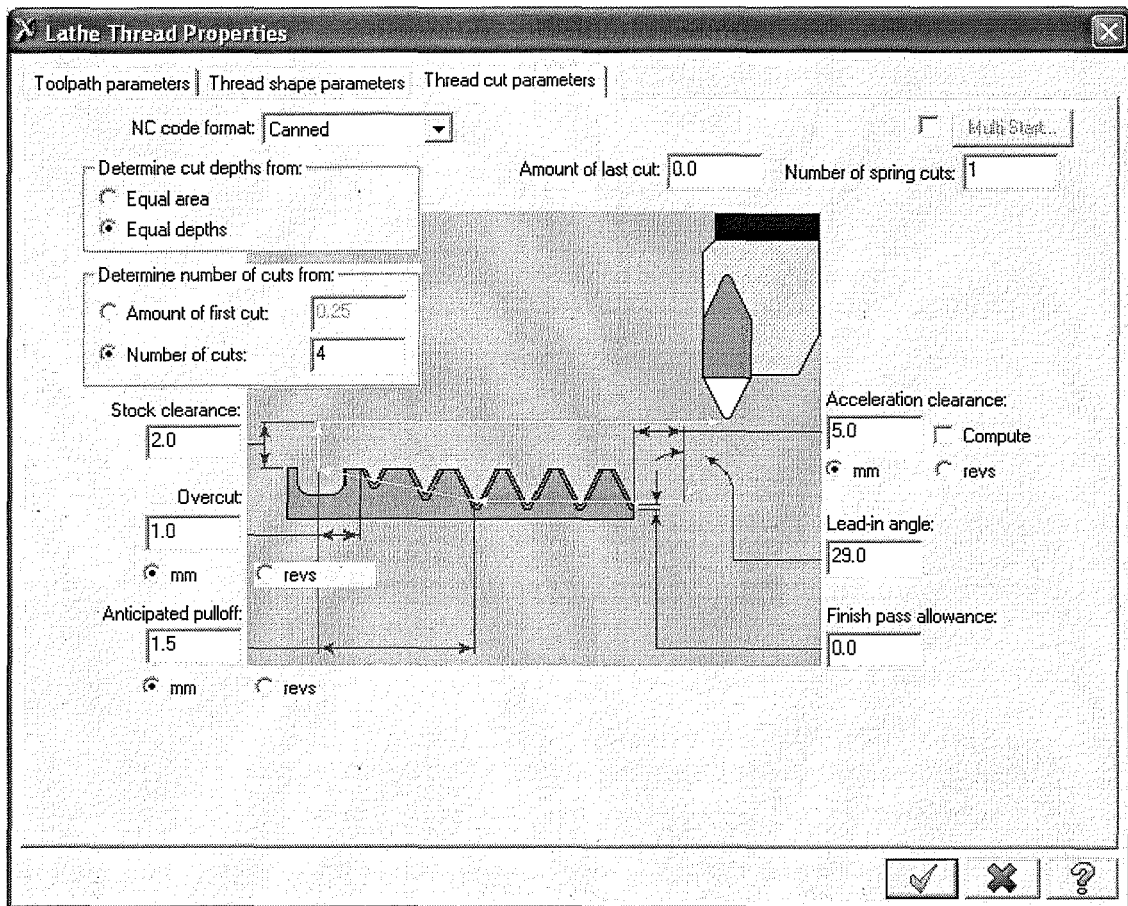 Lathe Thread Properties
Toolpath parameters
Thread shape parameters
Thread cut parameters
NC code format:
Canned
Multi Start...
Determine cut depths from:
Equal area
Equal depths
Amount of last cut:
0.0
Number of spring cuts:
1
Determine number of cuts from:
Amount of first cut:
0.25
Number of cuts:
4
Stock clearance:
2.0
Overcut:
1.0
mm
revs
Anticipated pulloff:
1.5
mm
revs
Acceleration clearance:
5.0
Compute
mm
revs
Lead-in angle:
29.0
Finish pass allowance:
0.0